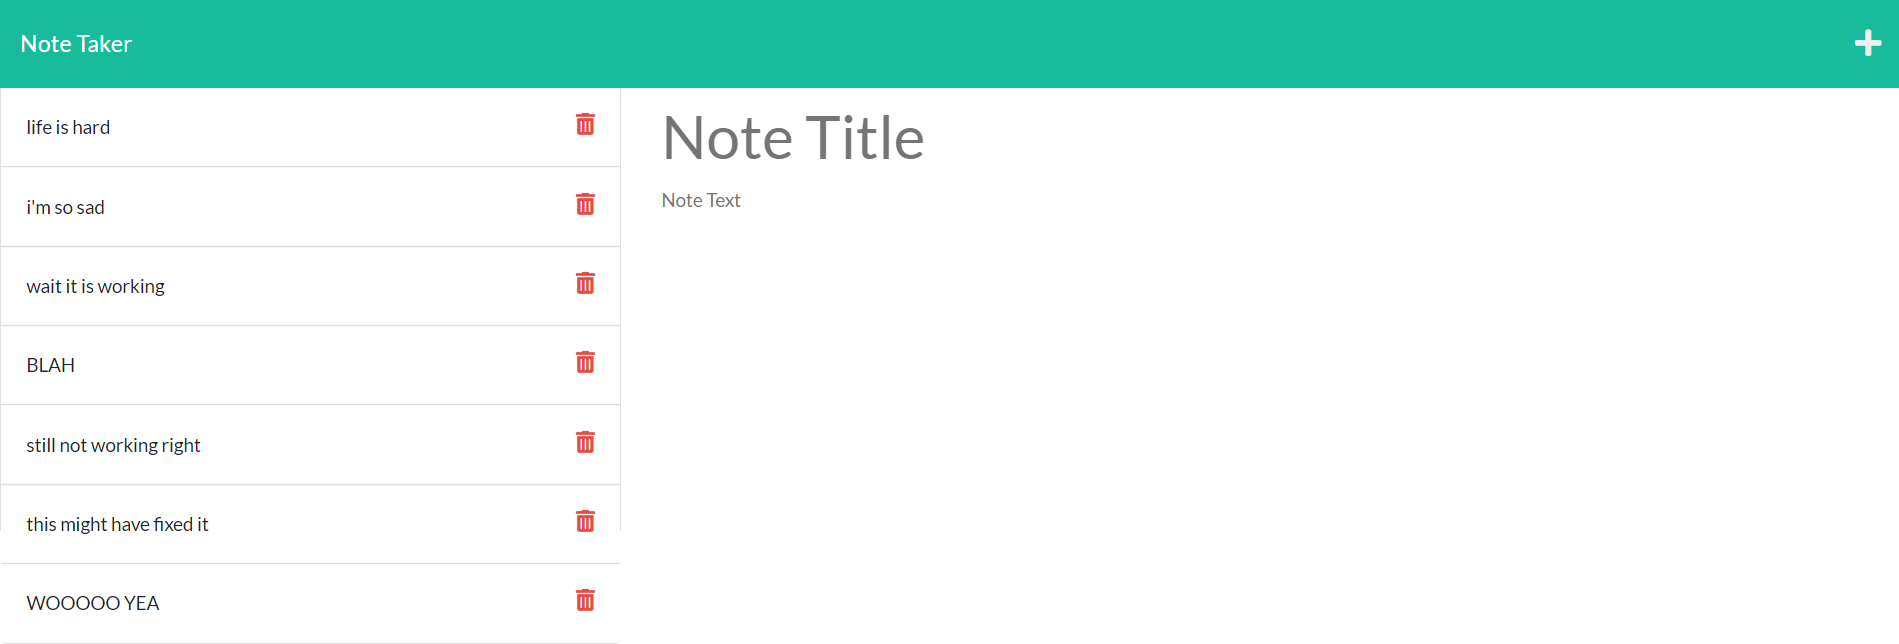 Note Taker
life is hard
i'm so sad
wait it is working
BLAH
still not working right
this might have fixed it
WOOOOO YEA
Note Title
Note Text